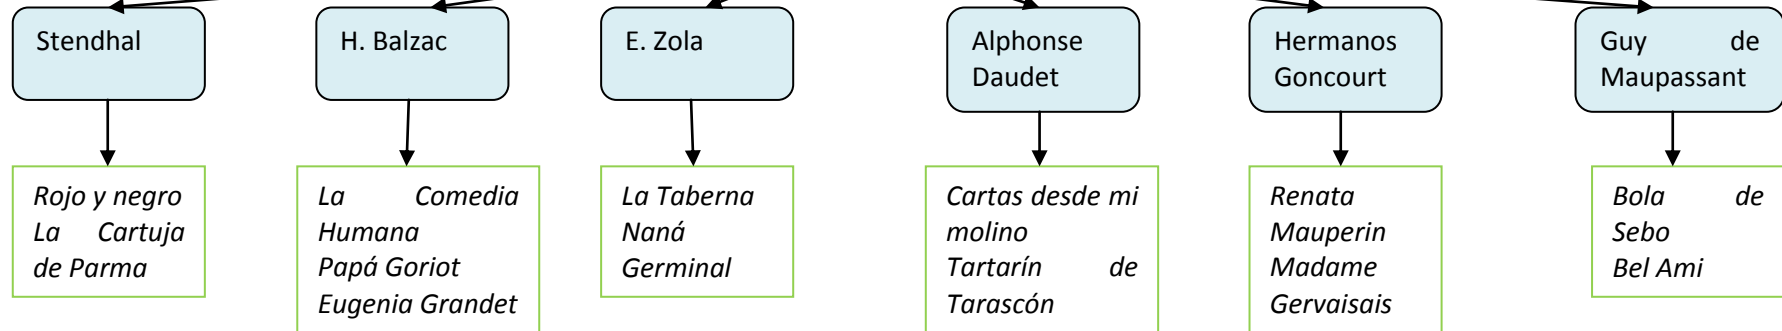 Stendhal
H. Balzac
E. Zola
Alphonse
Daudet
Hermanos
Goncourt
Guy de
Maupassant
Rojo y negro
La Cartuja
de Parma
La Comedia
Humana
Papá Goriot
Eugenia Grandet
La Taberna
Naná
Germinal
Cartas desde mi
molino
Tartarín de
Tarascón
Renata
Mauperin
Madame
Gervaisais
Bola de
Sebo
Bel Ami